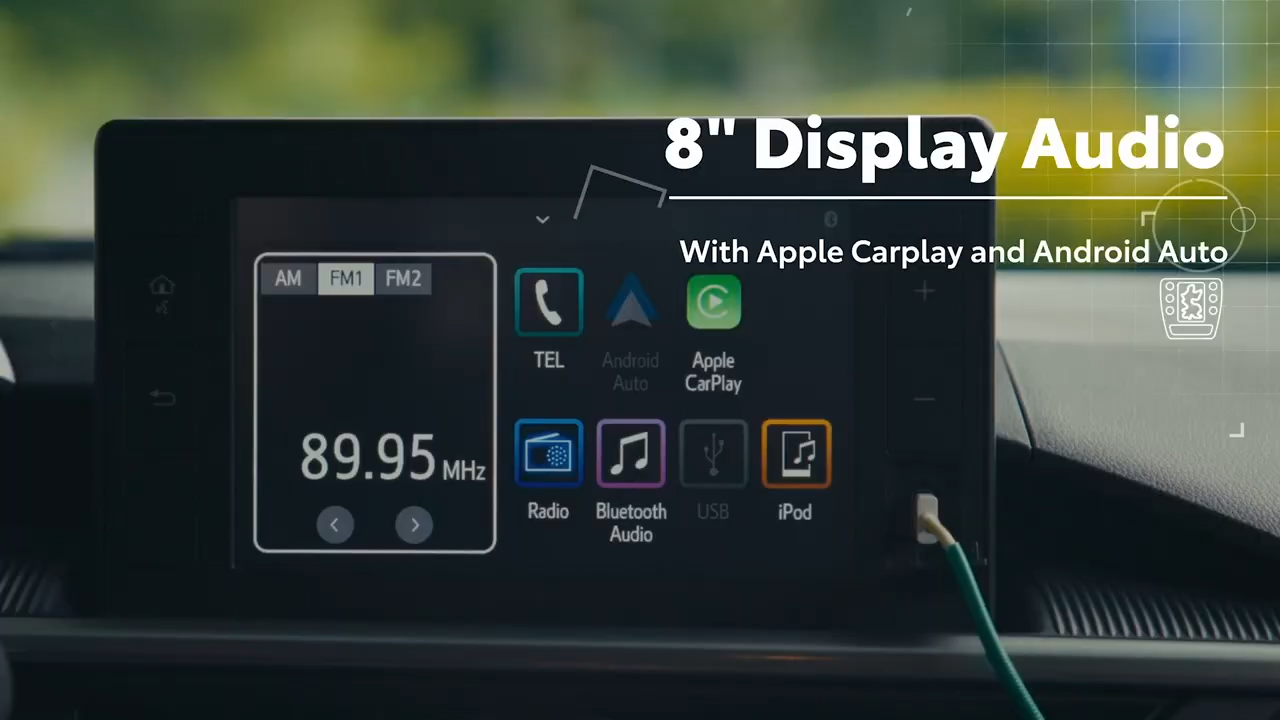 8" Display Audio
With Apple Carplay and Android Auto
AM FM1 FM2
89.95 MHz
TEL
Android
Auto
Apple
CarPlay
Radio
Bluetooth
Audio
USB
iPod